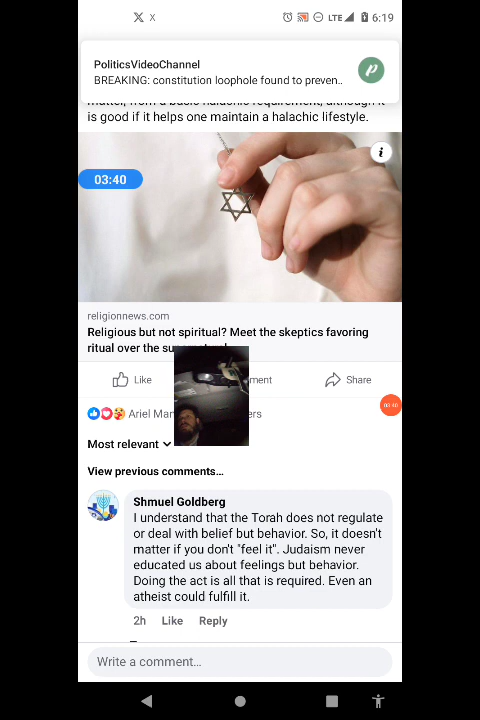 X
LTE
6:19
PoliticsVideoChannel
BREAKING: constitution loophole found to preven..
is good if it helps one maintain a halachic lifestyle.
03:40
religionnews.com
Religious but not spiritual? Meet the skeptics favoring
ritual over the
Like
Share
Ariel
Most relevant
View previous comments...
Shmuel Goldberg
I understand that the Torah does not regulate
or deal with belief but behavior. So, it doesn't
matter if you don't "feel it". Judaism never
educated us about feelings but behavior.
Doing the act is all that is required. Even an
atheist could fulfill it.
2h Like Reply
Write a comment...